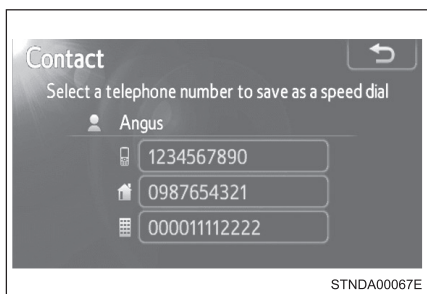 Contact
Select a telephone number to save as a speed dial
Angus
1234567890
0987654321
000011112222
STNDA00067E